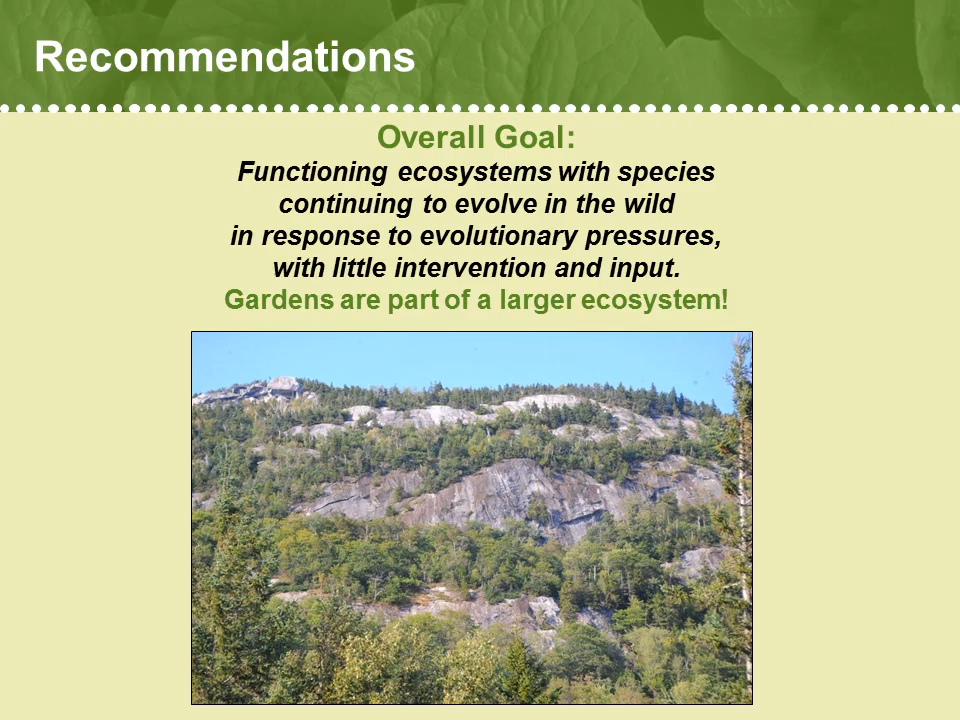 Recommendations
Overall Goal:
Functioning ecosystems with species
continuing to evolve in the wild
in response to evolutionary pressures,
with little intervention and input.
Gardens are part of a larger ecosystem!